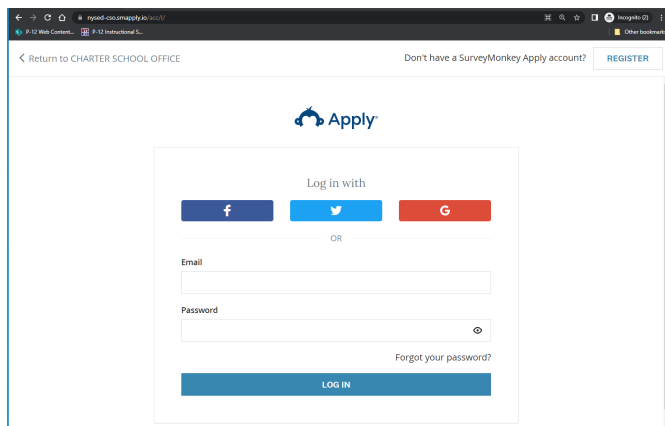 nysed-cso.smapply.io/acc/l/
Incognito (2)
P-12 Web Content...
P-12 Instructional S...
Other bookmark
Return to CHARTER SCHOOL OFFICE
Don't have a SurveyMonkey Apply account?
REGISTER
Apply
Log in with
f
G
OR
Email
Password
Forgot your password?
LOG IN